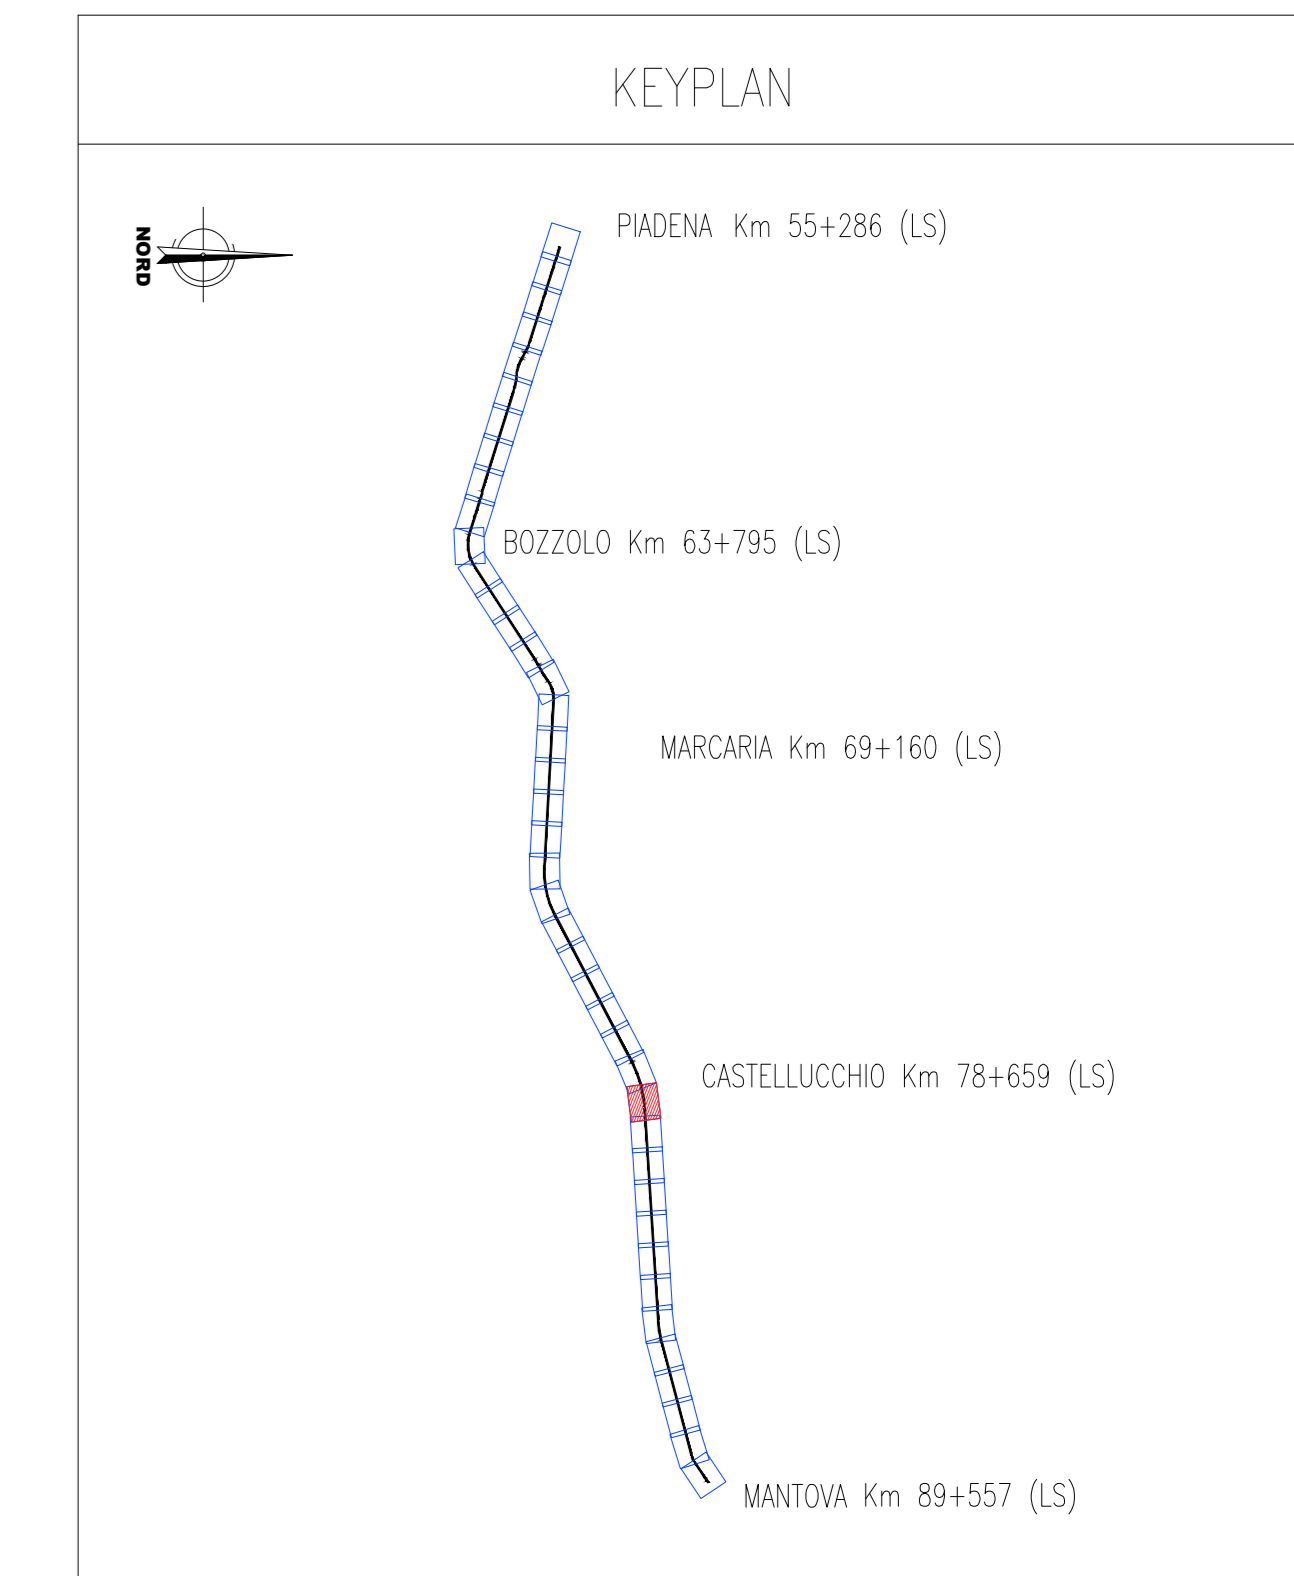 KEYPLAN
NORD
PIADENA Km 55+286 (LS)
BOZZOLO Km 63+795 (LS)
MARCARIA Km 69+160 (LS)
CASTELLUCCHIO Km 78+659 (LS)
MANTOVA Km 89+557 (LS)